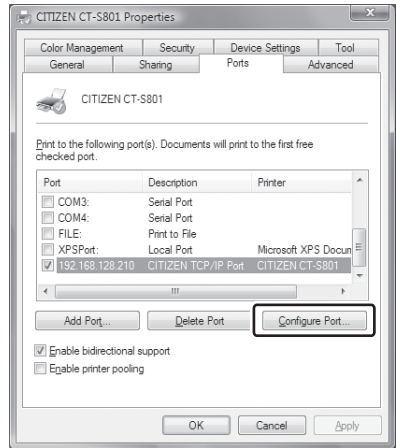 CITIZEN CT-S801 Properties
Color Management Security Device Settings Tool
General Sharing Ports Advanced
CITIZEN CT-S801
Print to the following port(s). Documents will print to the first free
checked port.
Port Description Printer
COM3: Serial Port
COM4: Serial Port
FILE: Print to File
XPSPort: Local Port Microsoft XPS Docum
192.168.128.210 CITIZEN TCP/IP Port CITIZEN CT-S801
Add Port... Delete Port Configure Port...
Enable bidirectional support
Enable printer pooling
OK Cancel Apply